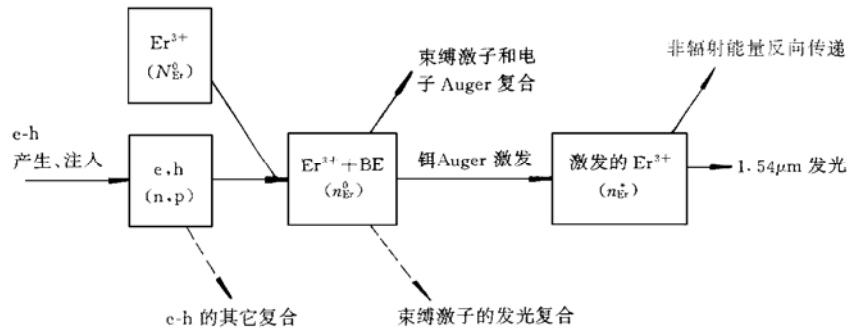 Er³⁺
(N⁰Er)
束缚激子和电
子 Auger 复合
非辐射能量反向传递
e-h
产生、注入
e,h
(n,p)
Er³⁺+BE
(n⁰Er)
铒Auger 激发
激发的 Er³⁺
(n*Er)
1.54μm 发光
e-h 的其它复合
束缚激子的发光复合